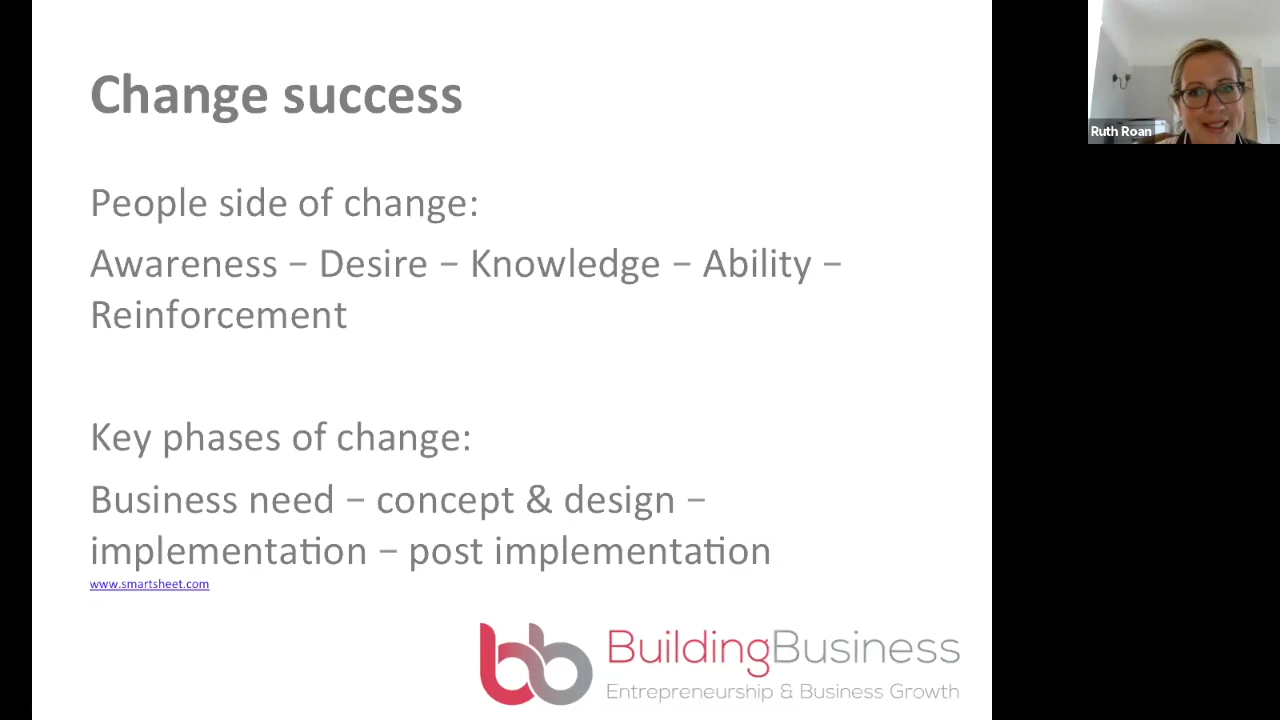 Change success
Ruth Roan
People side of change:
Awareness – Desire – Knowledge – Ability –
Reinforcement
Key phases of change:
Business need – concept & design –
implementation – post implementation
www.smartsheet.com
bb BuildingBusiness
Entrepreneurship & Business Growth